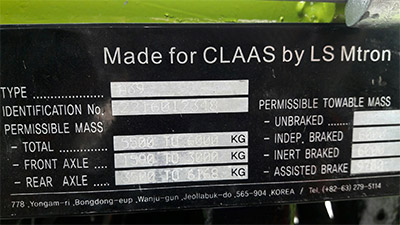 Made for CLAAS by LS Mtron
TYPE
IDENTIFICATION No.
PERMISSIBLE MASS
- TOTAL KG
- FRONT AXLE KG
- REAR AXLE KG
PERMISSIBLE TOWABLE MASS
- UNBRAKED
- INDEP. BRAKED
- INERT BRAKED
- ASSISTED BRAKE
778 ,Yongam-ri ,Bongdong-eup ,Wanju-gun ,Jeollabuk-do ,565-904 ,KOREA / Tel. (+82-63) 279-5114